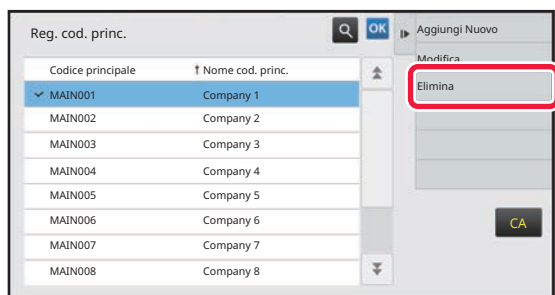 Reg. cod. princ.
OK
Aggiungi Nuovo
Modifica
Elimina
Codice principale Nome cod. princ.
MAIN001 Company 1
MAIN002 Company 2
MAIN003 Company 3
MAIN004 Company 4
MAIN005 Company 5
MAIN006 Company 6
MAIN007 Company 7
MAIN008 Company 8
CA